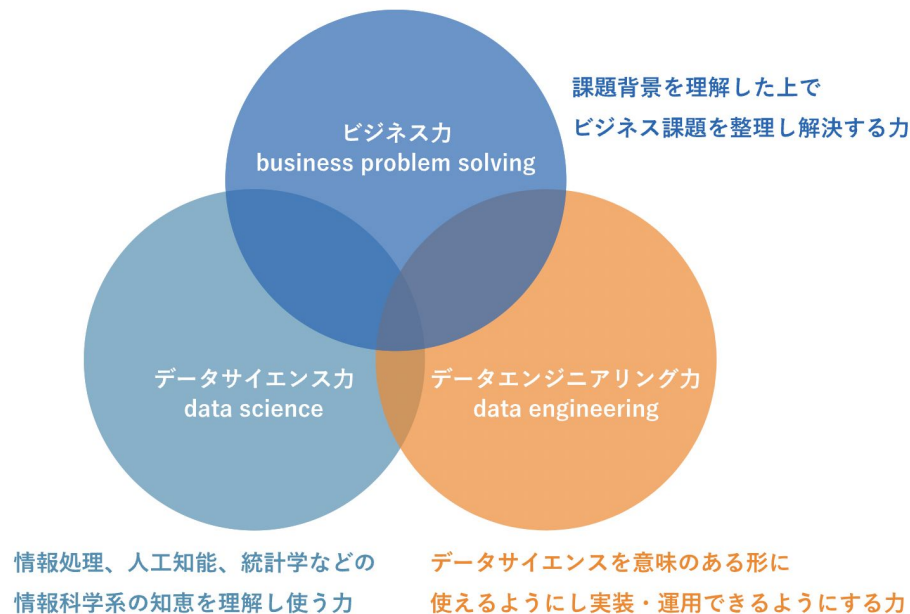 課題背景を理解した上で
ビジネス課題を整理し解決する力
ビジネス力
business problem solving
データサイエンス力
data science
データエンジニアリング力
data engineering
情報処理、人工知能、統計学などの
情報科学系の知恵を理解し使う力
データサイエンスを意味のある形に
使えるようにし実装・運用できるようにする力